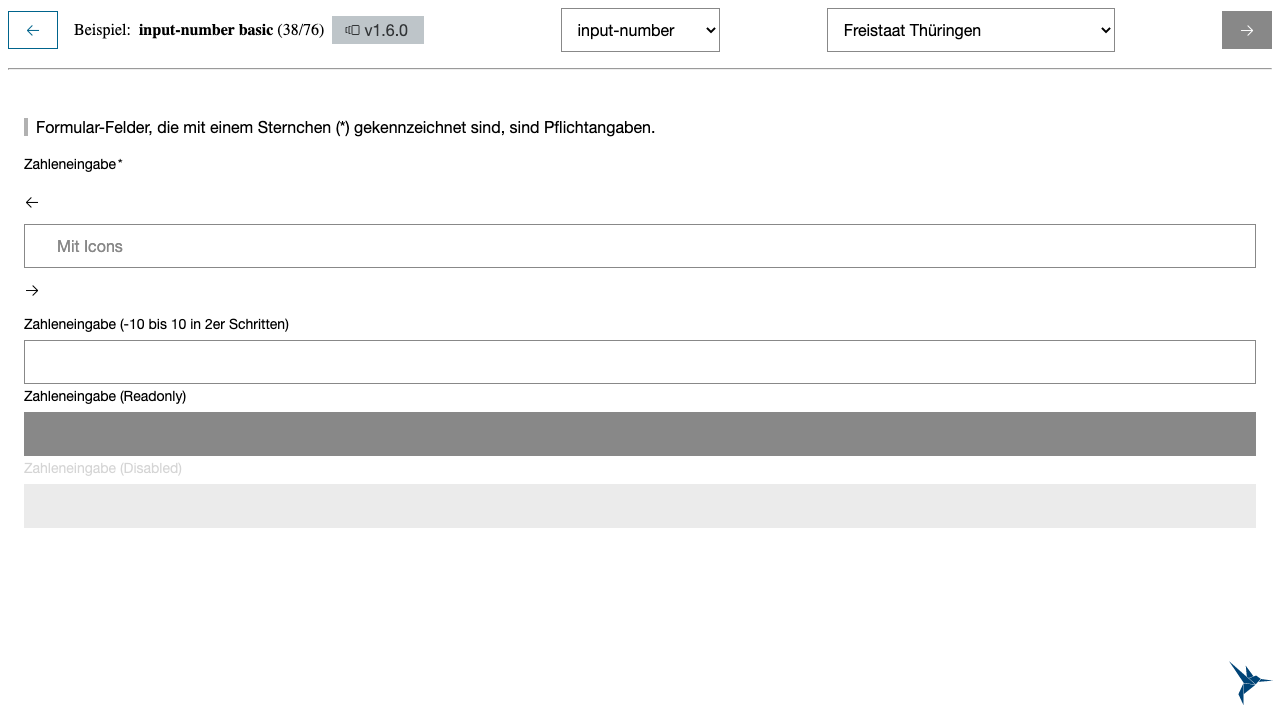 ← Beispiel: input-number basic (38/76) v1.6.0 input-number Freistaat Thüringen →
Formular-Felder, die mit einem Sternchen (*) gekennzeichnet sind, sind Pflichtangaben.
Zahleneingabe*
←
Mit Icons
→
Zahleneingabe (-10 bis 10 in 2er Schritten)
Zahleneingabe (Readonly)
Zahleneingabe (Disabled)